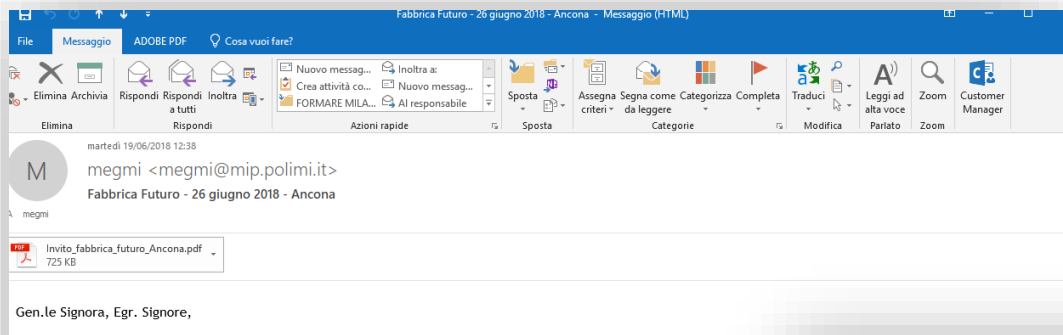 Fabbrica Futuro - 26 giugno 2018 - Ancona - Messaggio (HTML)
File Messaggio ADOBE PDF Cosa vuoi fare?
Elimina Archivia
Rispondi Rispondi a tutti Inoltra
Nuovo messag... Inoltra a:
Crea attività co... Nuovo messag...
FORMARE MILA... Al responsabile
Sposta
Assegna criteri Segna come da leggere Categorizza Completa
Traduci
Leggi ad alta voce
Zoom
Customer Manager
Elimina Rispondi Azioni rapide Sposta Categorie Modifica Parlato Zoom
martedì 19/06/2018 12:38
M
megmi <megmi@mip.polimi.it>
Fabbrica Futuro - 26 giugno 2018 - Ancona
megmi
PDF
Invito_fabbrica_futuro_Ancona.pdf
725 KB
Gen.le Signora, Egr. Signore,